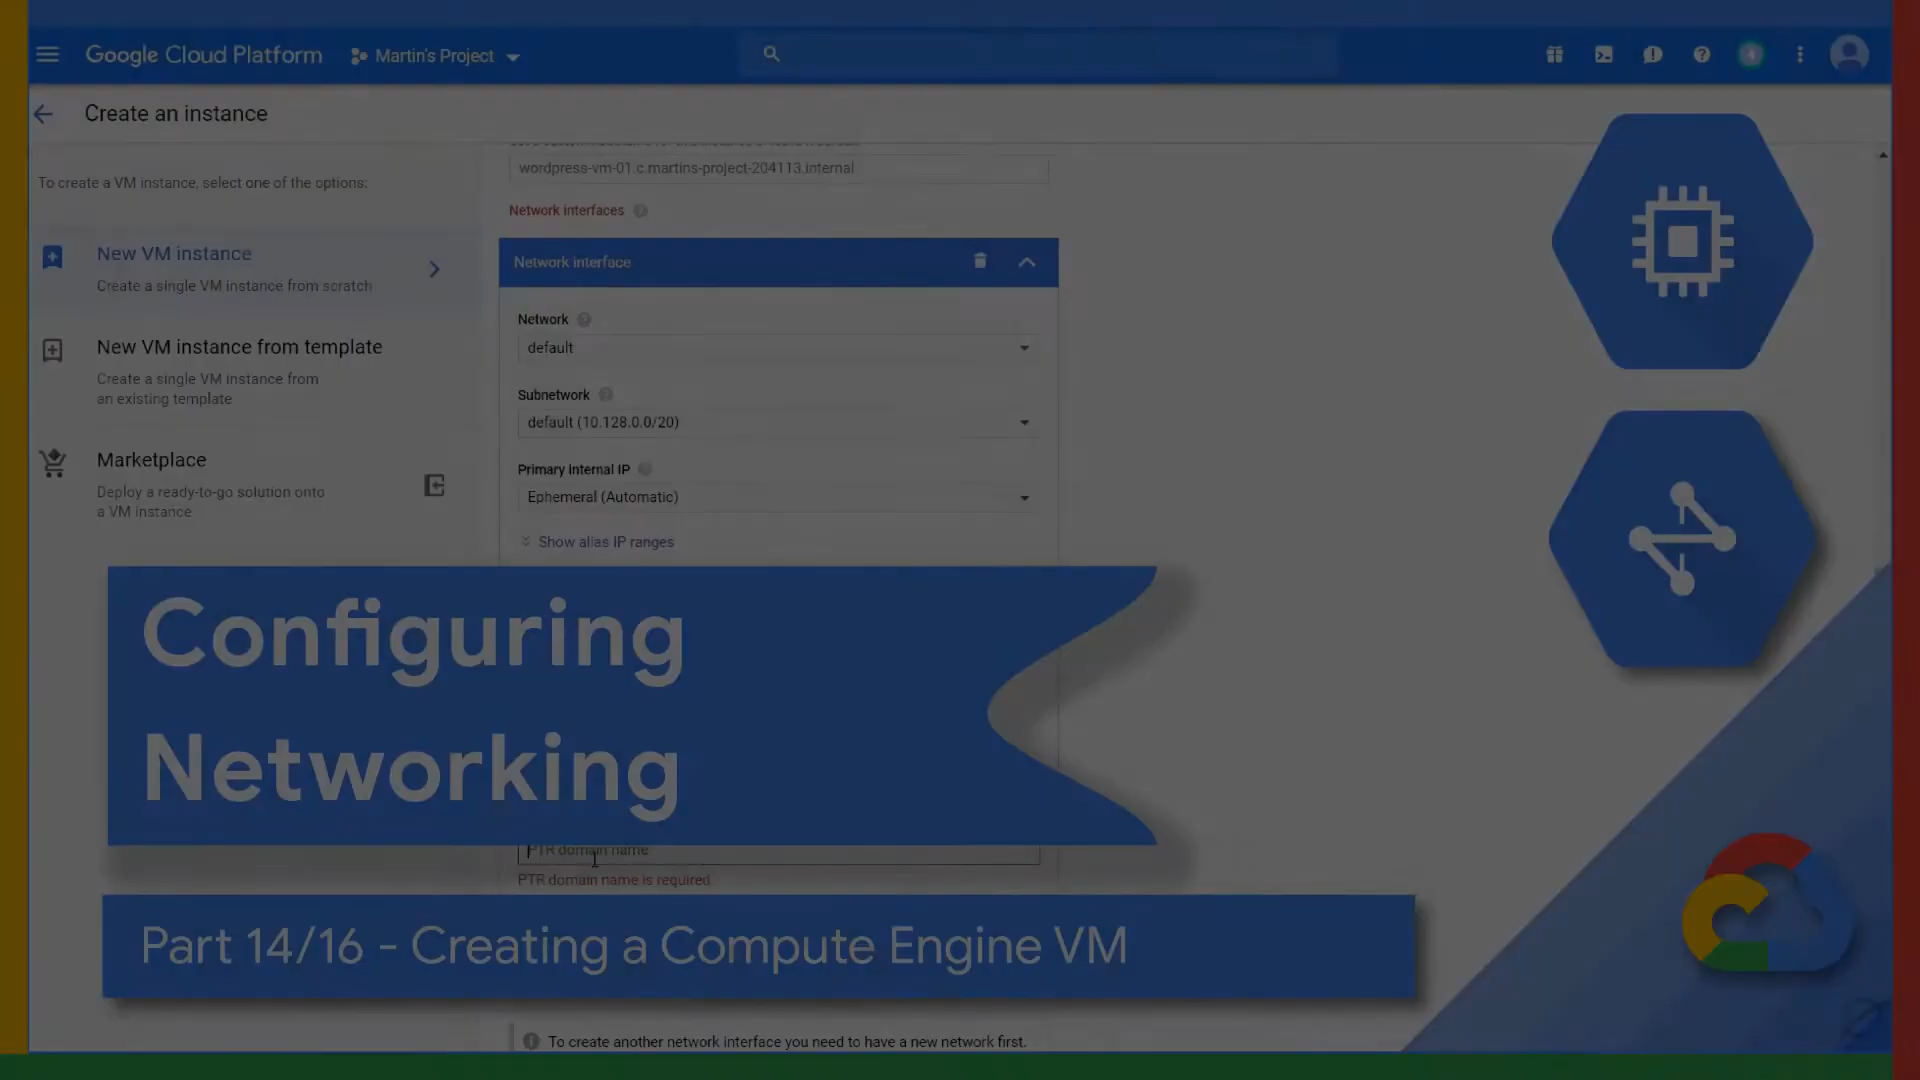 Google Cloud Platform
Martin's Project
Create an instance
To create a VM instance, select one of the options:
New VM instance
Create a single VM instance from scratch
New VM instance from template
Create a single VM instance from
an existing template
Marketplace
Deploy a ready-to-go solution onto
a VM instance
wordpress-vm-01.c.martins-project-204113.internal
Network interfaces
Network interface
Network
default
Subnetwork
default (10.128.0.0/20)
Primary internal IP
Ephemeral (Automatic)
Show alias IP ranges
Configuring
Networking
PTR domain name
PTR domain name is required
Part 14/16 - Creating a Compute Engine VM
To create another network interface you need to have a new network first.